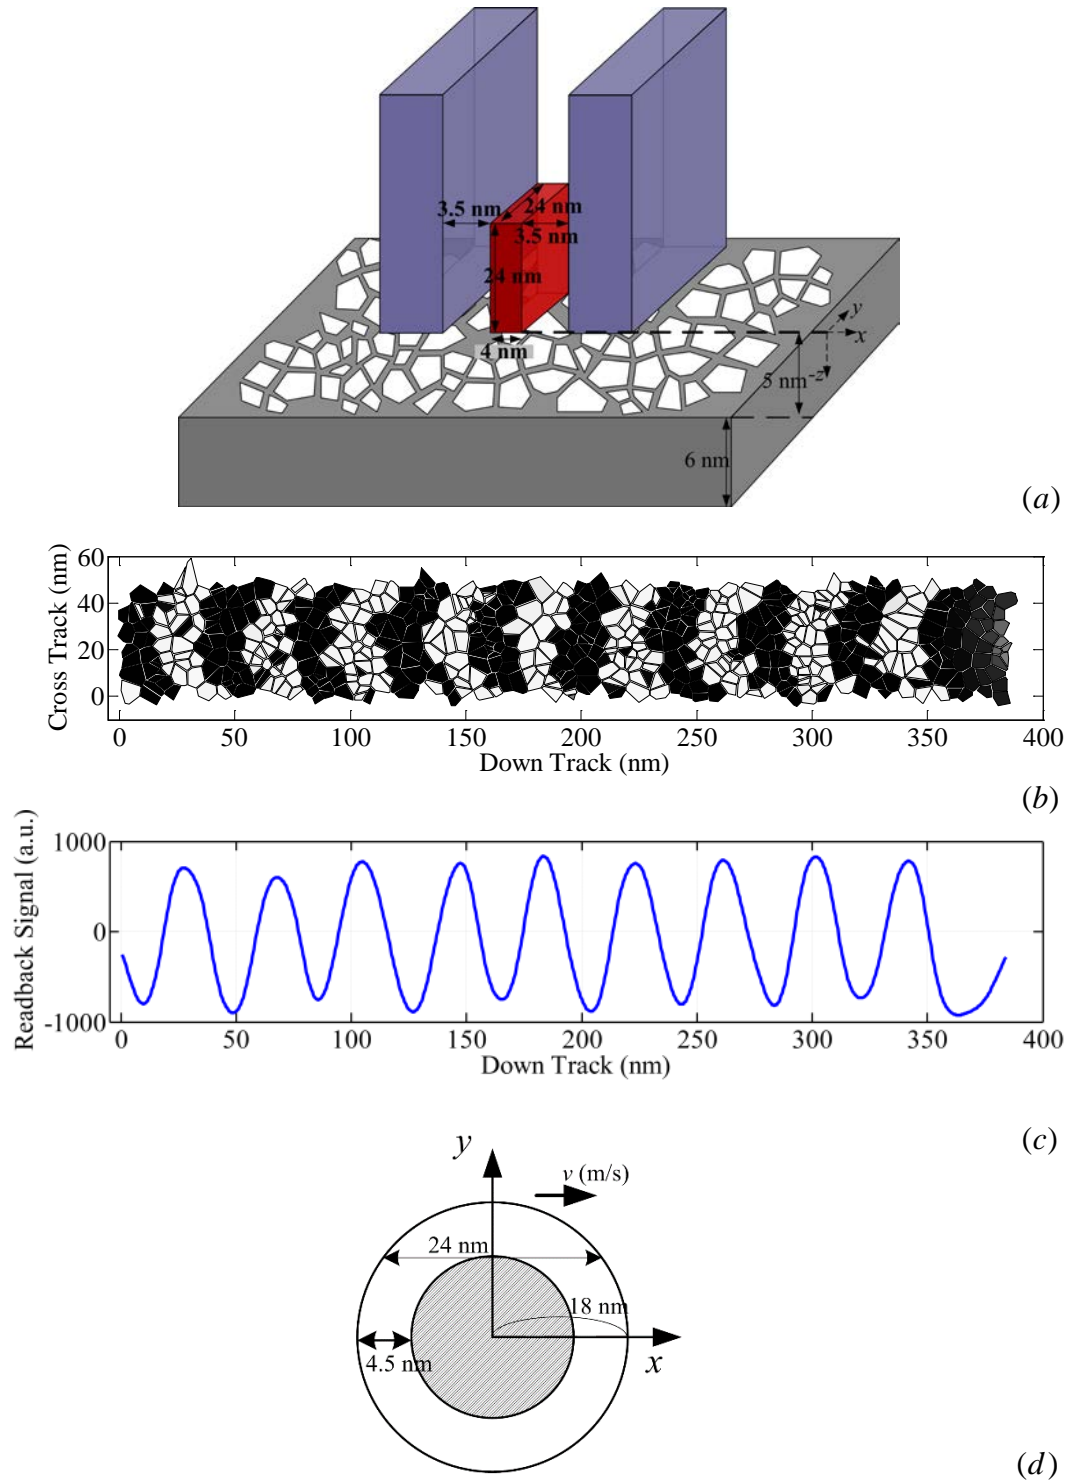 3.5 nm
24 nm
3.5 nm
24 nm
4 nm
y
x
5 nm
-z
6 nm
(a)
Cross Track (nm)
60
40
20
0
0 50 100 150 200 250 300 350 400
Down Track (nm)
(b)
Readback Signal (a.u.)
1000
0
-1000
0 50 100 150 200 250 300 350 400
Down Track (nm)
(c)
y
v (m/s)
24 nm
18 nm
4.5 nm
x
(d)